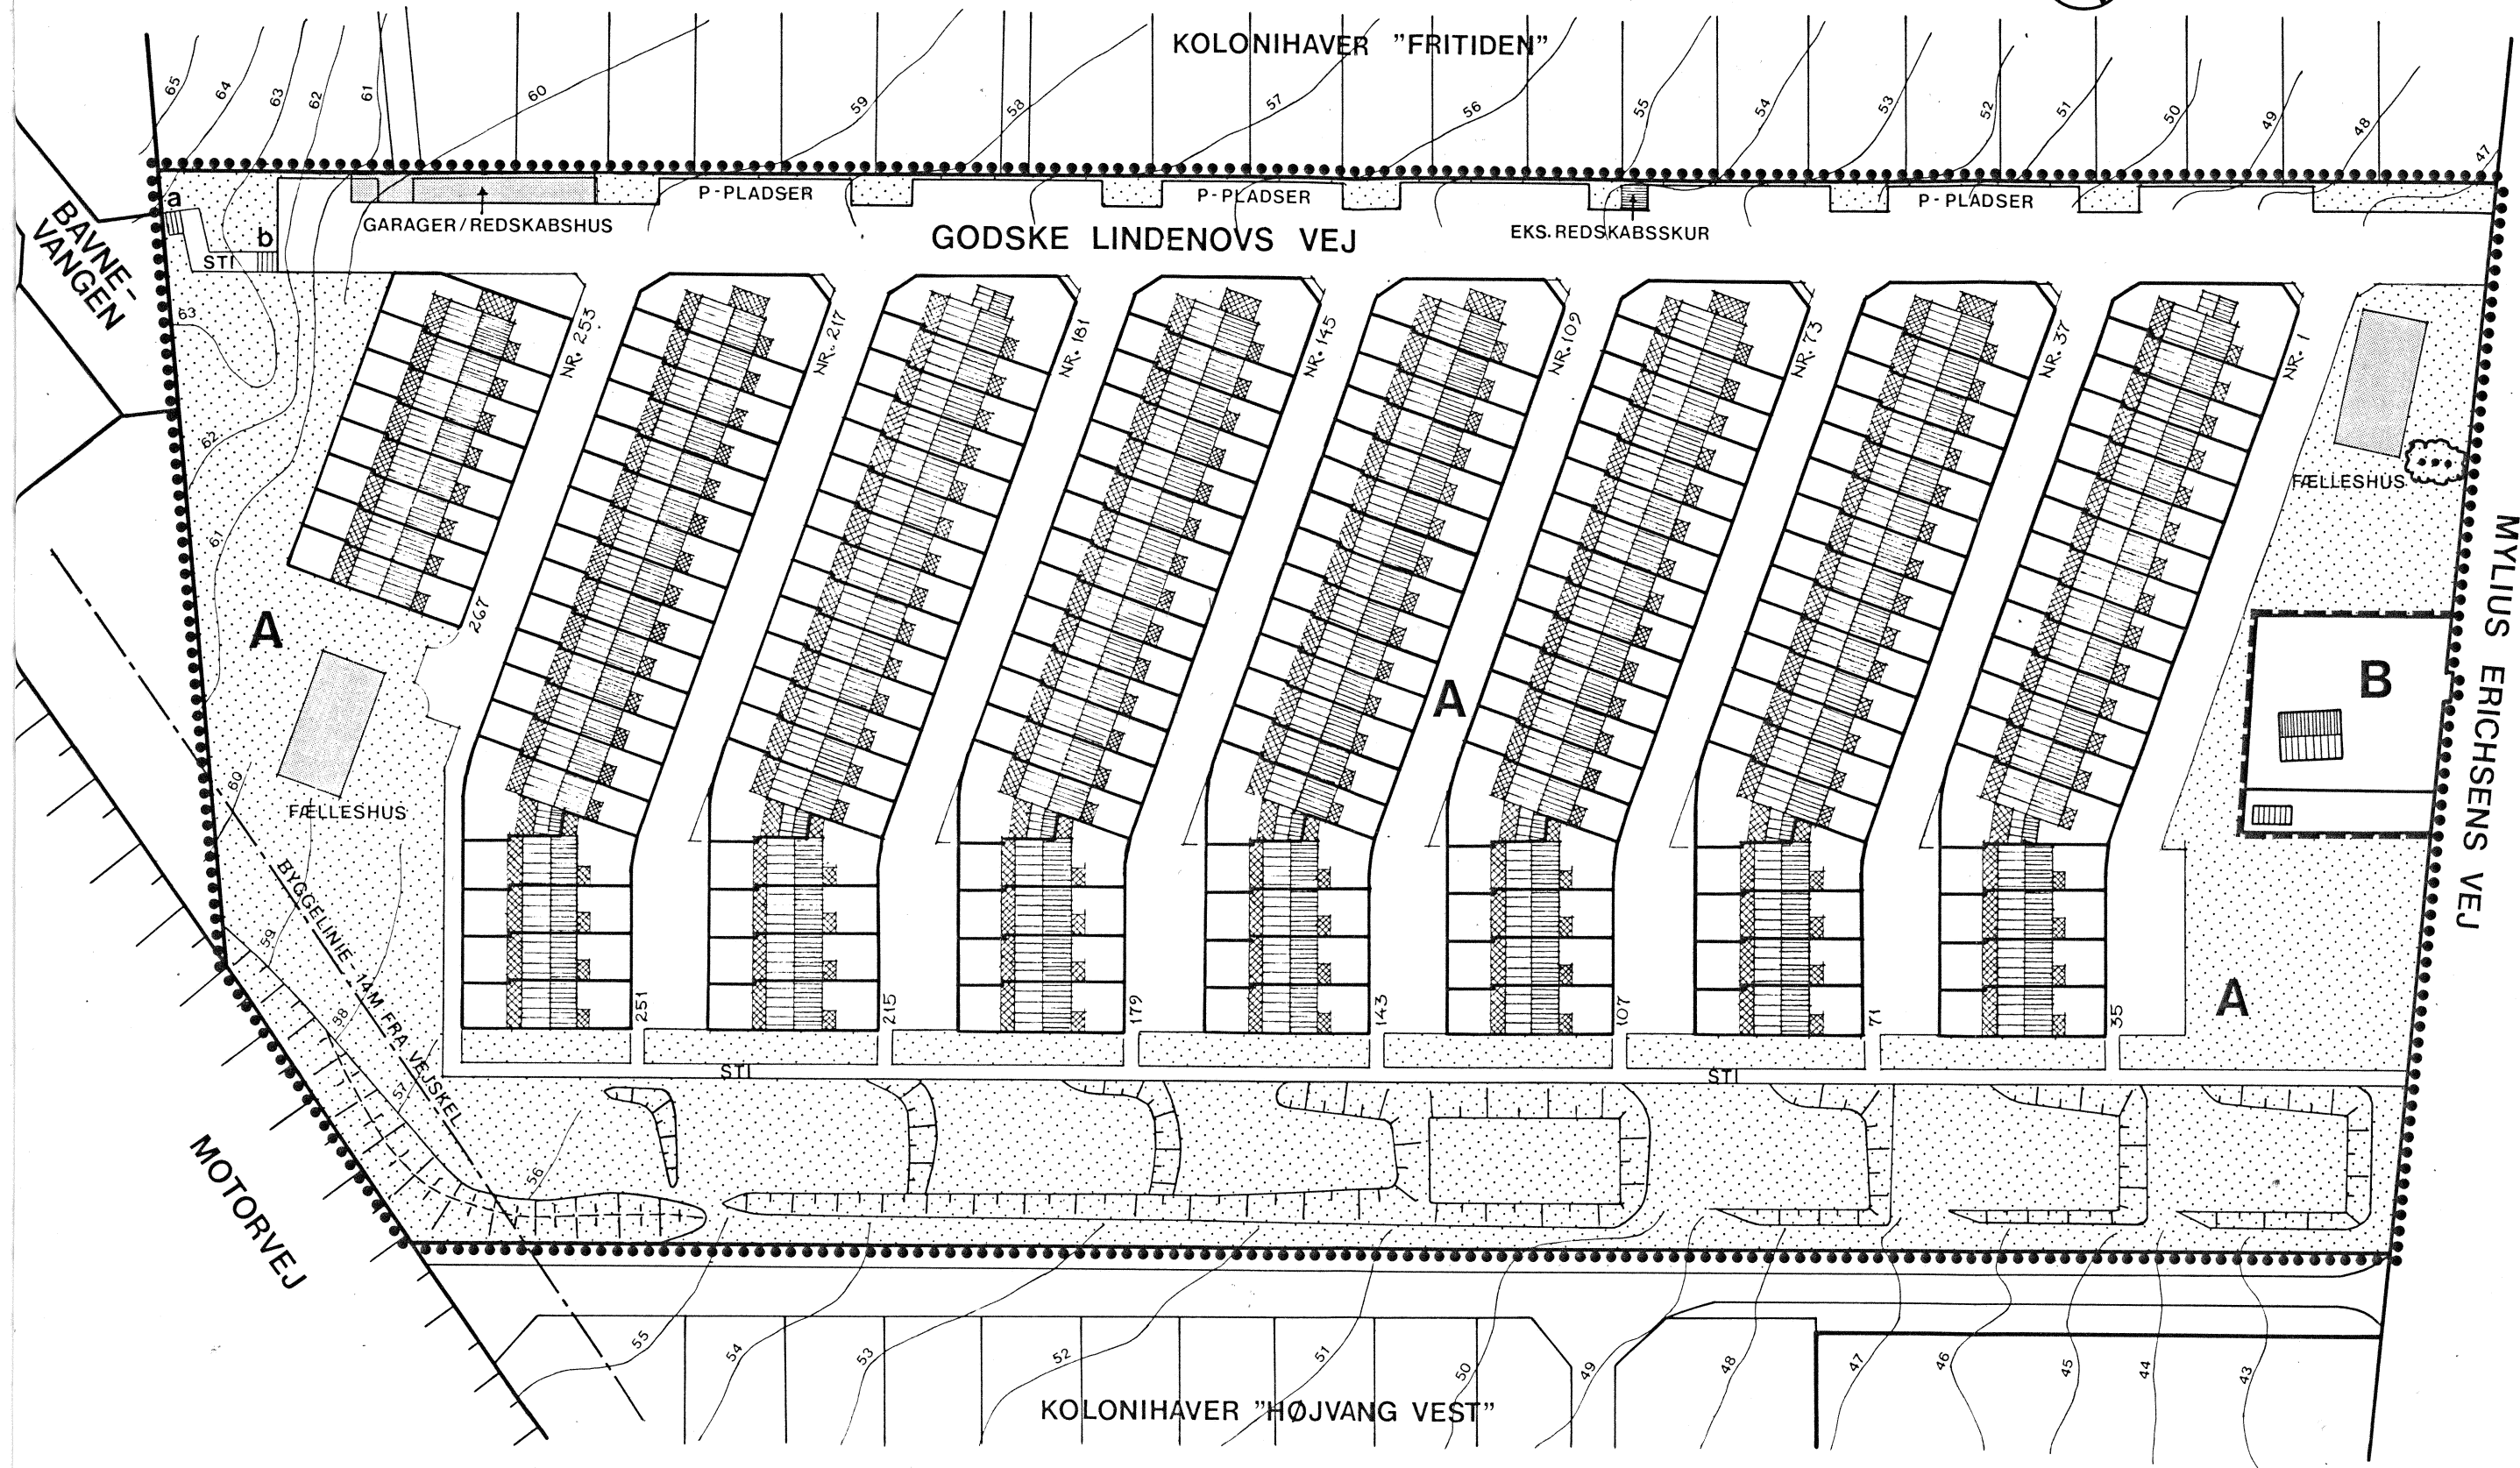 KOLONIHAVER "FRITIDEN"
65
64
63
62
61
60
59
58
57
56
55
54
53
52
51
50
49
48
47
a
b
STI
BAVNE-
VANGEN
GARAGER/REDSKABSHUS
P-PLADSER
P-PLADSER
P-PLADSER
EKS. REDSKABSSKUR
GODSKE LINDENOVS VEJ
63
62
61
60
59
58
57
56
NR. 253
NR. 217
NR. 181
NR. 145
NR. 109
NR. 73
NR. 37
NR. 1
FÆLLESHUS
267
A
A
B
MYLIUS ERICHSENS VEJ
FÆLLESHUS
BYGGELINIE 14M FRA VEJSKEL
251
215
179
143
107
71
35
A
STI
STI
MOTORVEJ
55
54
53
52
51
50
49
48
47
46
45
44
43
KOLONIHAVER "HØJVANG VEST"